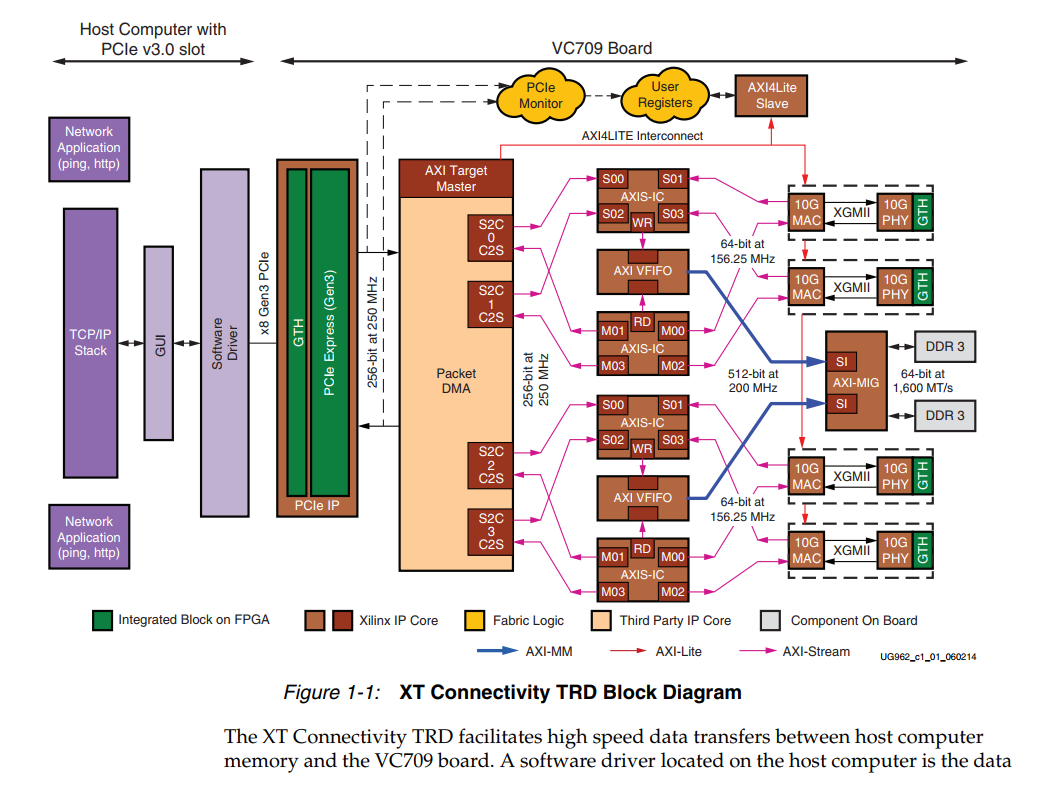 Host Computer with
PCIe v3.0 slot
VC709 Board
PCIe
Monitor
User
Registers
AXI4Lite
Slave
AXI4LITE Interconnect
Network
Application
(ping, http)
TCP/IP
Stack
GUI
Software
Driver
Network
Application
(ping, http)
x8 Gen3 PCIe
GTH
PCIe Express (Gen3)
PCIe IP
256-bit at 250 MHz
AXI Target
Master
S2C
0
C2S
S2C
1
C2S
Packet
DMA
S2C
2
C2S
S2C
3
C2S
256-bit at
250 MHz
S00 S01
AXIS-IC
S02 WR S03
AXI VFIFO
M01 RD M00
AXIS-IC
M03 M02
S00 S01
AXIS-IC
S02 WR S03
AXI VFIFO
M01 RD M00
AXIS-IC
M03 M02
64-bit at
156.25 MHz
512-bit at
200 MHz
64-bit at
156.25 MHz
10G
MAC
XGMII
10G
PHY
GTH
10G
MAC
XGMII
10G
PHY
GTH
SI
AXI-MIG
SI
DDR 3
64-bit at
1,600 MT/s
DDR 3
10G
MAC
XGMII
10G
PHY
GTH
10G
MAC
XGMII
10G
PHY
GTH
Integrated Block on FPGA
Xilinx IP Core
Fabric Logic
Third Party IP Core
Component On Board
AXI-MM
AXI-Lite
AXI-Stream
UG962_c1_01_060214
Figure 1-1: XT Connectivity TRD Block Diagram
The XT Connectivity TRD facilitates high speed data transfers between host computer
memory and the VC709 board. A software driver located on the host computer is the data